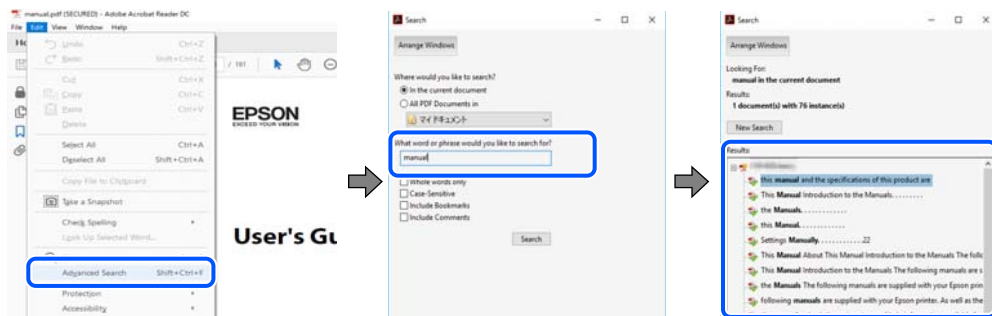 manual.pdf (SECURED) - Adobe Acrobat Reader DC
File Edit View Window Help
Undo Ctrl+Z
Shift+Ctrl+Z
Cut Ctrl+X
Copy Ctrl+C
Paste Ctrl+V
Delete
Select All Ctrl+A
Deselect All Shift+Ctrl+A
Copy File to Clipboard
Take a Snapshot
Check Spelling
Look Up Selected Word...
Advanced Search Shift+Ctrl+F
Protection
Accessibility
/ 181
EPSON
EXCEED YOUR VISION
User's Gu
Search
Arrange Windows
Where would you like to search?
In the current document
All PDF Documents in
マイ ドキュメント
What word or phrase would you like to search for?
manual
Whole words only
Case-Sensitive
Include Bookmarks
Include Comments
Search
Search
Arrange Windows
Looking For:
manual in the current document
Results:
1 document(s) with 76 instance(s)
New Search
Results:
this manual and the specifications of this product are
This Manual Introduction to the Manuals. . . . . . . . .
the Manuals. . . . . . . . . . . . .
this Manual. . . . . . . . . . . . .
Settings Manually. . . . . . . . . . . . 22
This Manual About This Manual Introduction to the Manuals The follo
This Manual Introduction to the Manuals The following manuals are s
the Manuals The following manuals are supplied with your Epson prin
following manuals are supplied with your Epson printer. As well as the